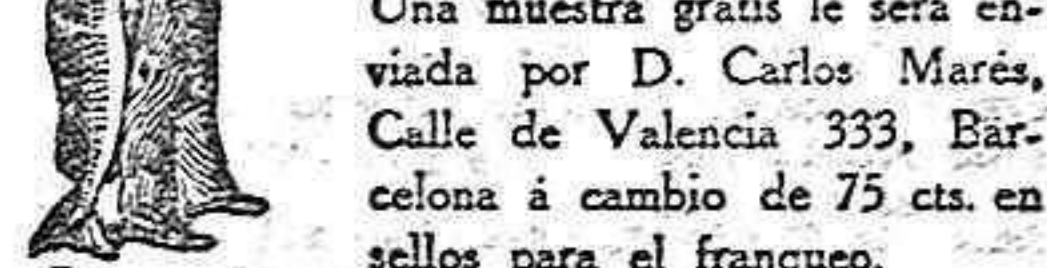 Una muestra gratis le será en-
viada por D. Carlos Marés,
Calle de Valencia 333, Bar-
celona á cambio de 75 cts. en
sellos para el franqueo.